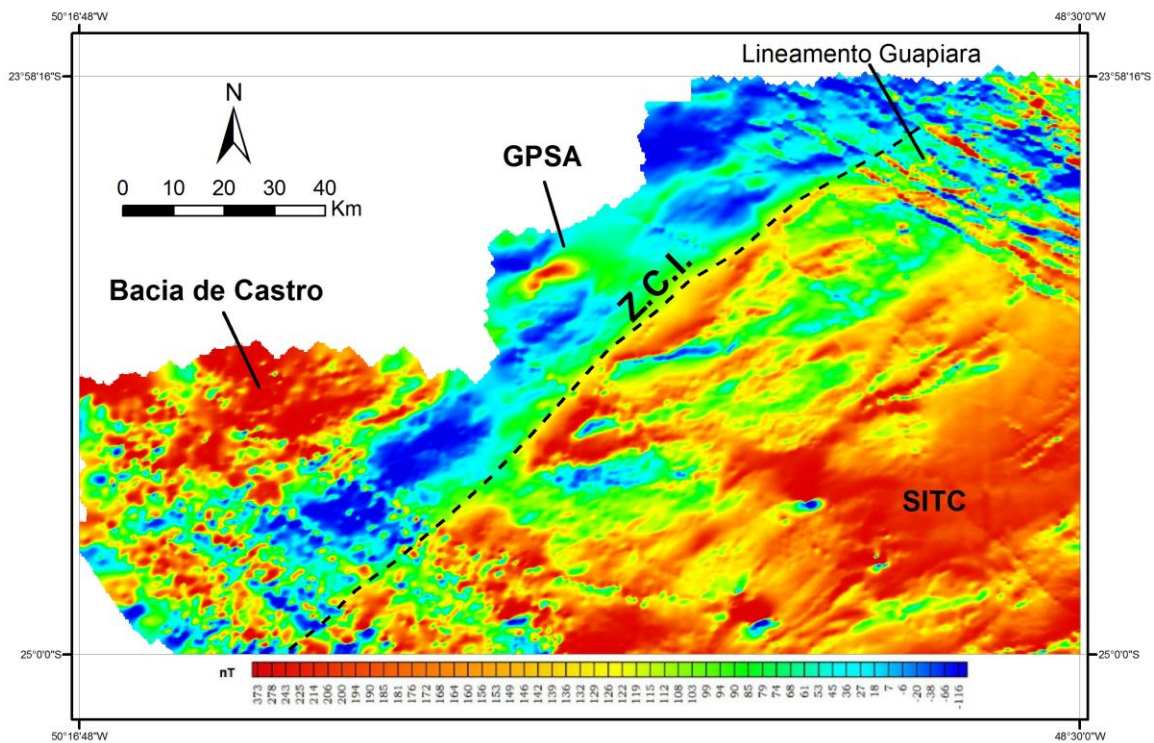 50°16'48"W
48°30'0"W
23°58'16"S
23°58'16"S
Lineamento Guapiara
N
0 10 20 30 40
Km
GPSA
Bacia de Castro
Z.C.I.
SITC
25°0'0"S
25°0'0"S
nT
373 278 243 225 214 206 200 194 190 185 181 176 172 168 164 160 156 153 149 146 142 139 136 132 129 126 122 119 115 112 108 103 99 94 90 85 79 74 68 61 53 45 36 27 18 7 -6 -20 -38 -66 -116
50°16'48"W
48°30'0"W